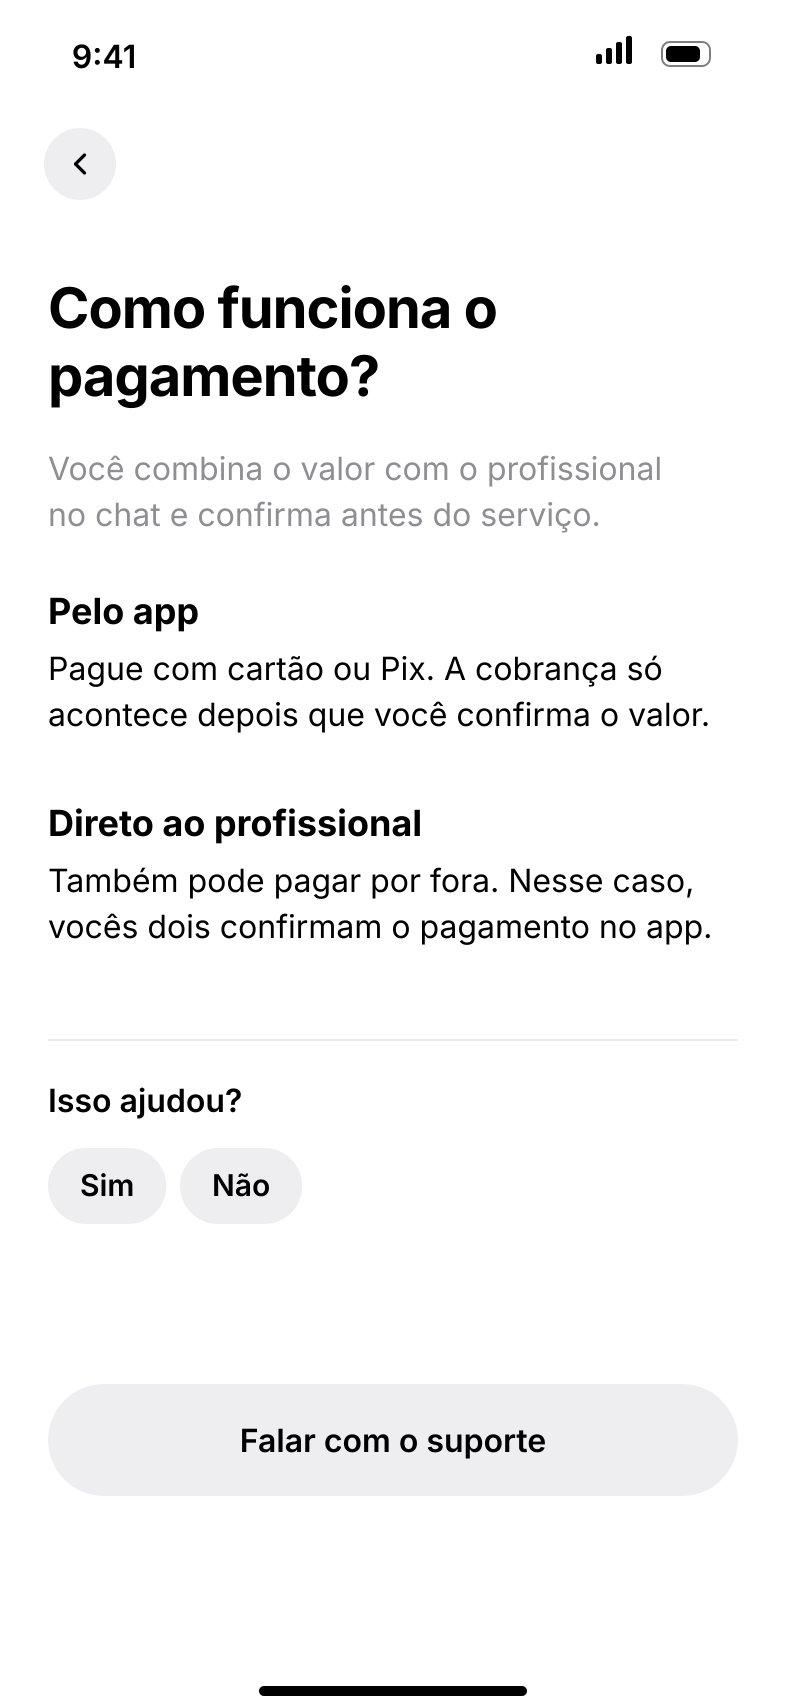 9:41
Como funciona o
pagamento?
Você combina o valor com o profissional
no chat e confirma antes do serviço.
Pelo app
Pague com cartão ou Pix. A cobrança só
acontece depois que você confirma o valor.
Direto ao profissional
Também pode pagar por fora. Nesse caso,
vocês dois confirmam o pagamento no app.
Isso ajudou?
Sim Não
Falar com o suporte